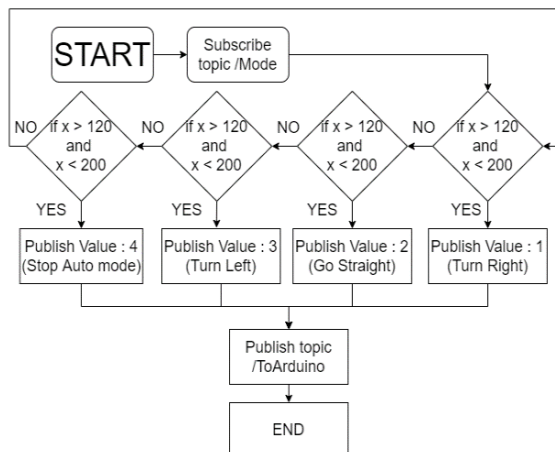 START
Subscribe
topic /Mode
NO
if x > 120
and
x < 200
NO
if x > 120
and
x < 200
NO
if x > 120
and
x < 200
NO
if x > 120
and
x < 200
YES
YES
YES
YES
Publish Value : 4
(Stop Auto mode)
Publish Value : 3
(Turn Left)
Publish Value : 2
(Go Straight)
Publish Value : 1
(Turn Right)
Publish topic
/ToArduino
END